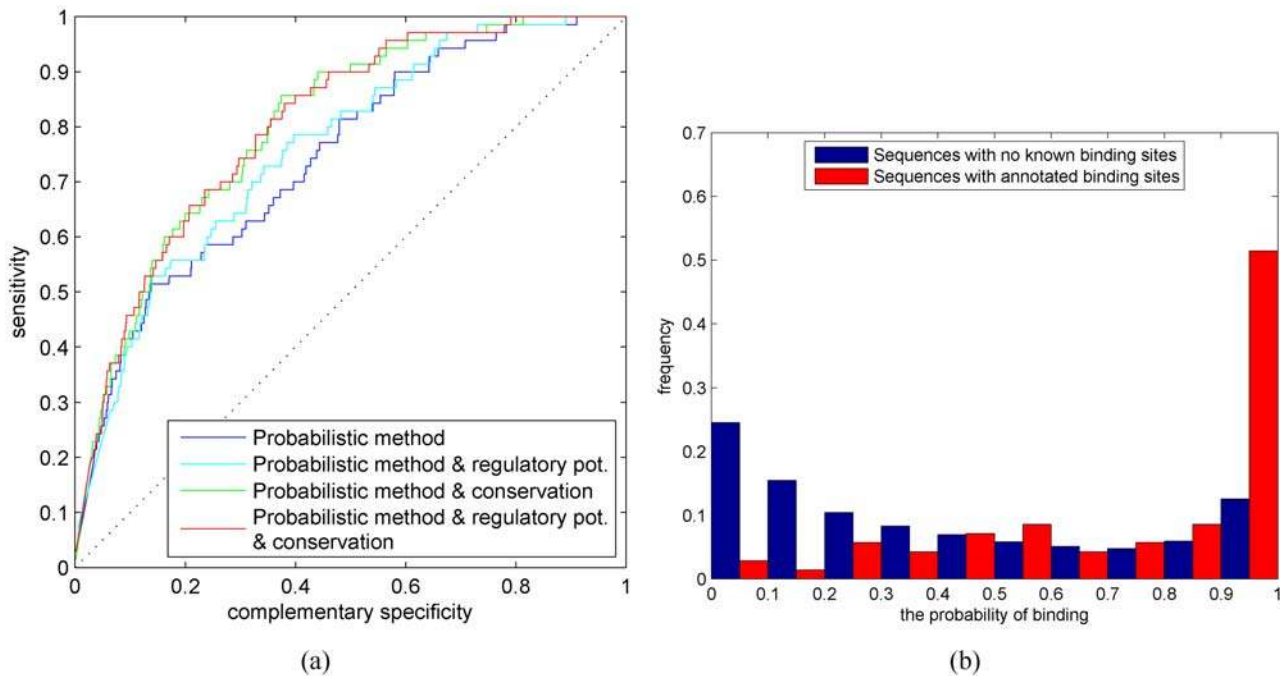 1
0.9
0.8
0.7
0.6
0.5
0.4
0.3
0.2
0.1
0
sensitivity
0 0.2 0.4 0.6 0.8 1
complementary specificity
Probabilistic method
Probabilistic method & regulatory pot.
Probabilistic method & conservation
Probabilistic method & regulatory pot.
& conservation
(a)
0.7
0.6
0.5
0.4
0.3
0.2
0.1
0
frequency
Sequences with no known binding sites
Sequences with annotated binding sites
0 0.1 0.2 0.3 0.4 0.5 0.6 0.7 0.8 0.9 1
the probability of binding
(b)